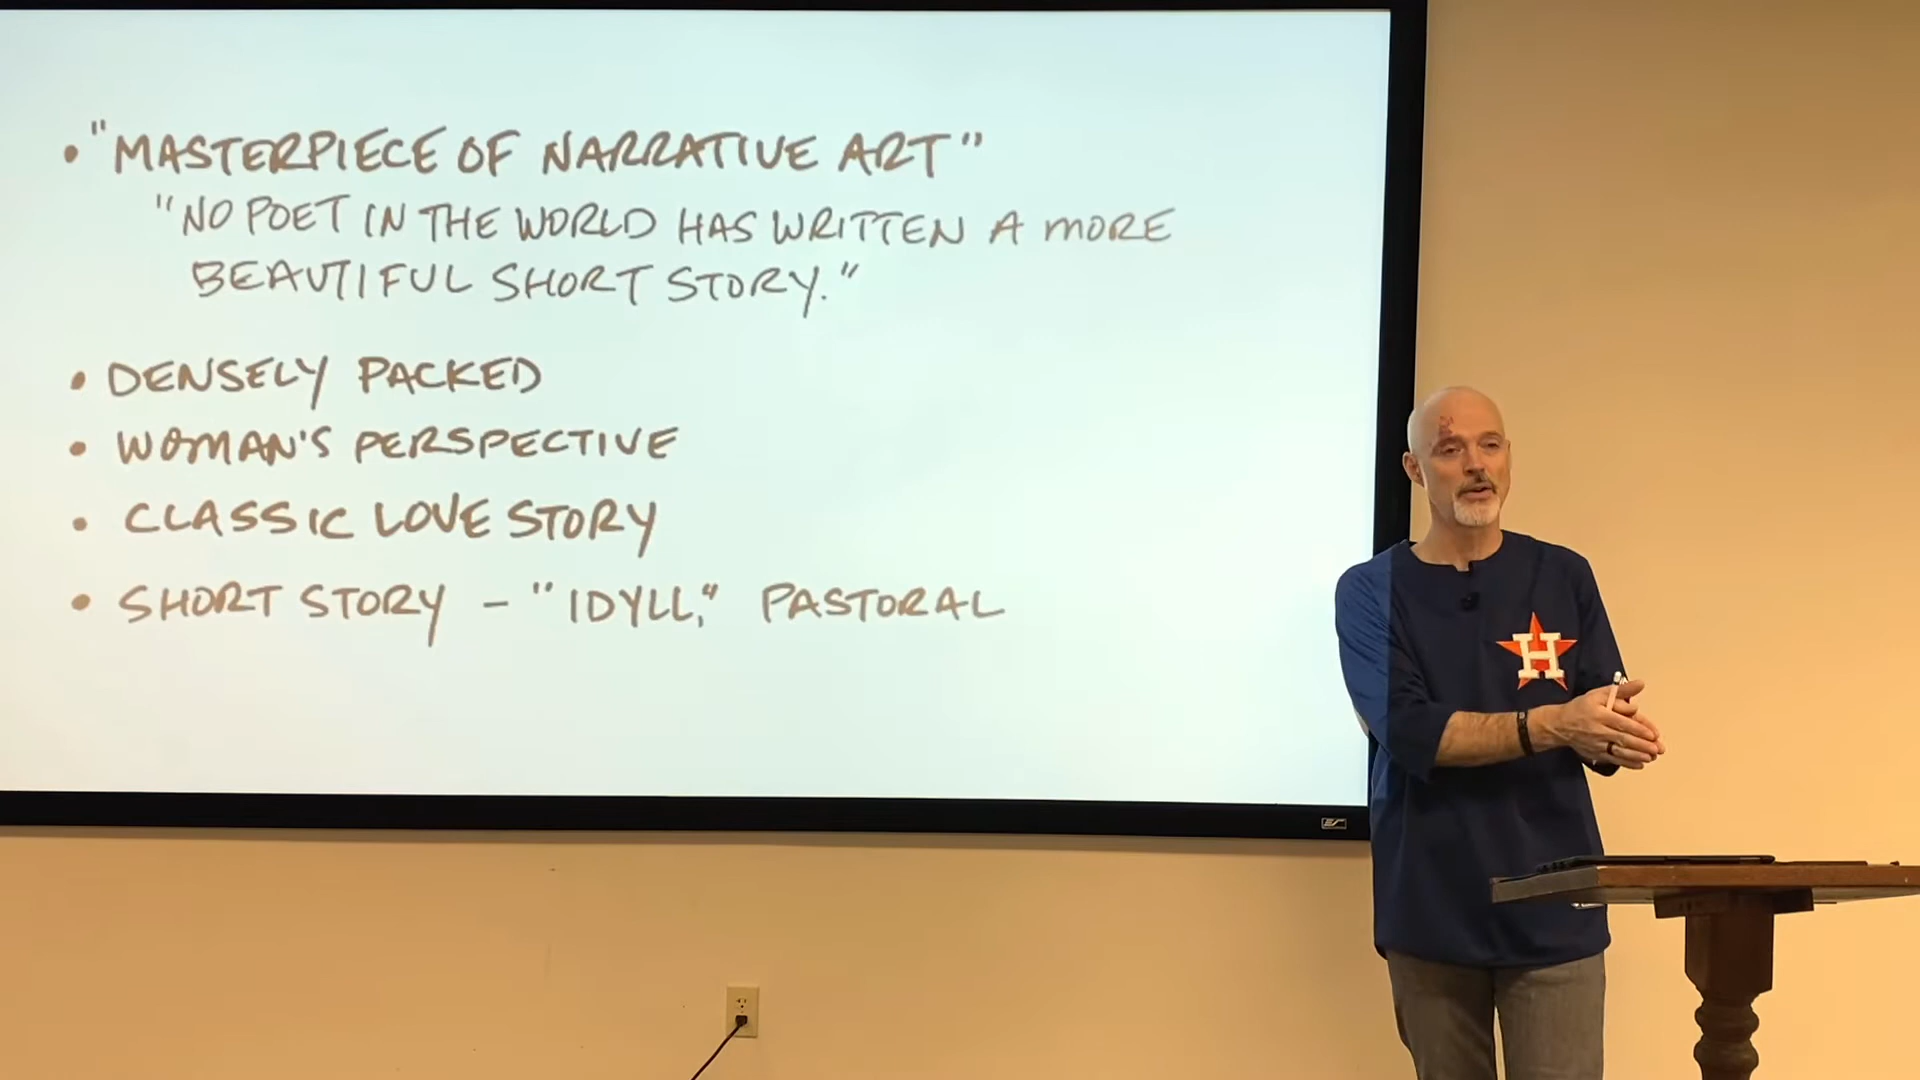 • "MASTERPIECE OF NARRATIVE ART"
"NO POET IN THE WORLD HAS WRITTEN A MORE
BEAUTIFUL SHORT STORY."
• DENSELY PACKED
• WOMAN'S PERSPECTIVE
• CLASSIC LOVE STORY
• SHORT STORY – "IDYLL," PASTORAL
H
ES